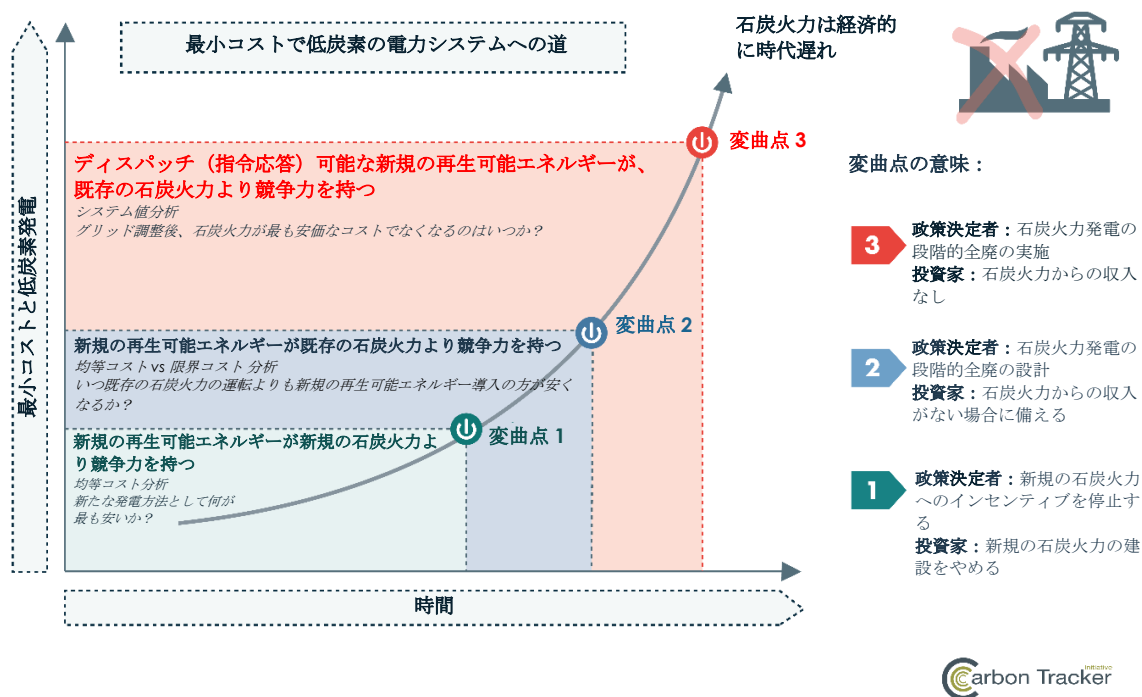 最小コストで低炭素の電力システムへの道
石炭火力は経済的
に時代遅れ
最小コストと低炭素発電
変曲点 3
ディスパッチ（指令応答）可能な新規の再生可能エネルギーが、
既存の石炭火力より競争力を持つ
システム値分析
グリッド調整後、石炭火力が最も安価なコストでなくなるのはいつか？
変曲点 2
新規の再生可能エネルギーが既存の石炭火力より競争力を持つ
均等コスト vs 限界コスト 分析
いつ既存の石炭火力の運転よりも新規の再生可能エネルギー導入の方が安く
なるか？
変曲点 1
新規の再生可能エネルギーが新規の石炭火力よ
り競争力を持つ
均等コスト分析
新たな発電方法として何が
最も安いか？
時間
変曲点の意味：
3
政策決定者：石炭火力発電の
段階的全廃の実施
投資家：石炭火力からの収入
なし
2
政策決定者：石炭火力発電の
段階的全廃の設計
投資家：石炭火力からの収入
がない場合に備える
1
政策決定者：新規の石炭火力
へのインセンティブを停止す
る
投資家：新規の石炭火力の建
設をやめる
Carbon Tracker
Initiative